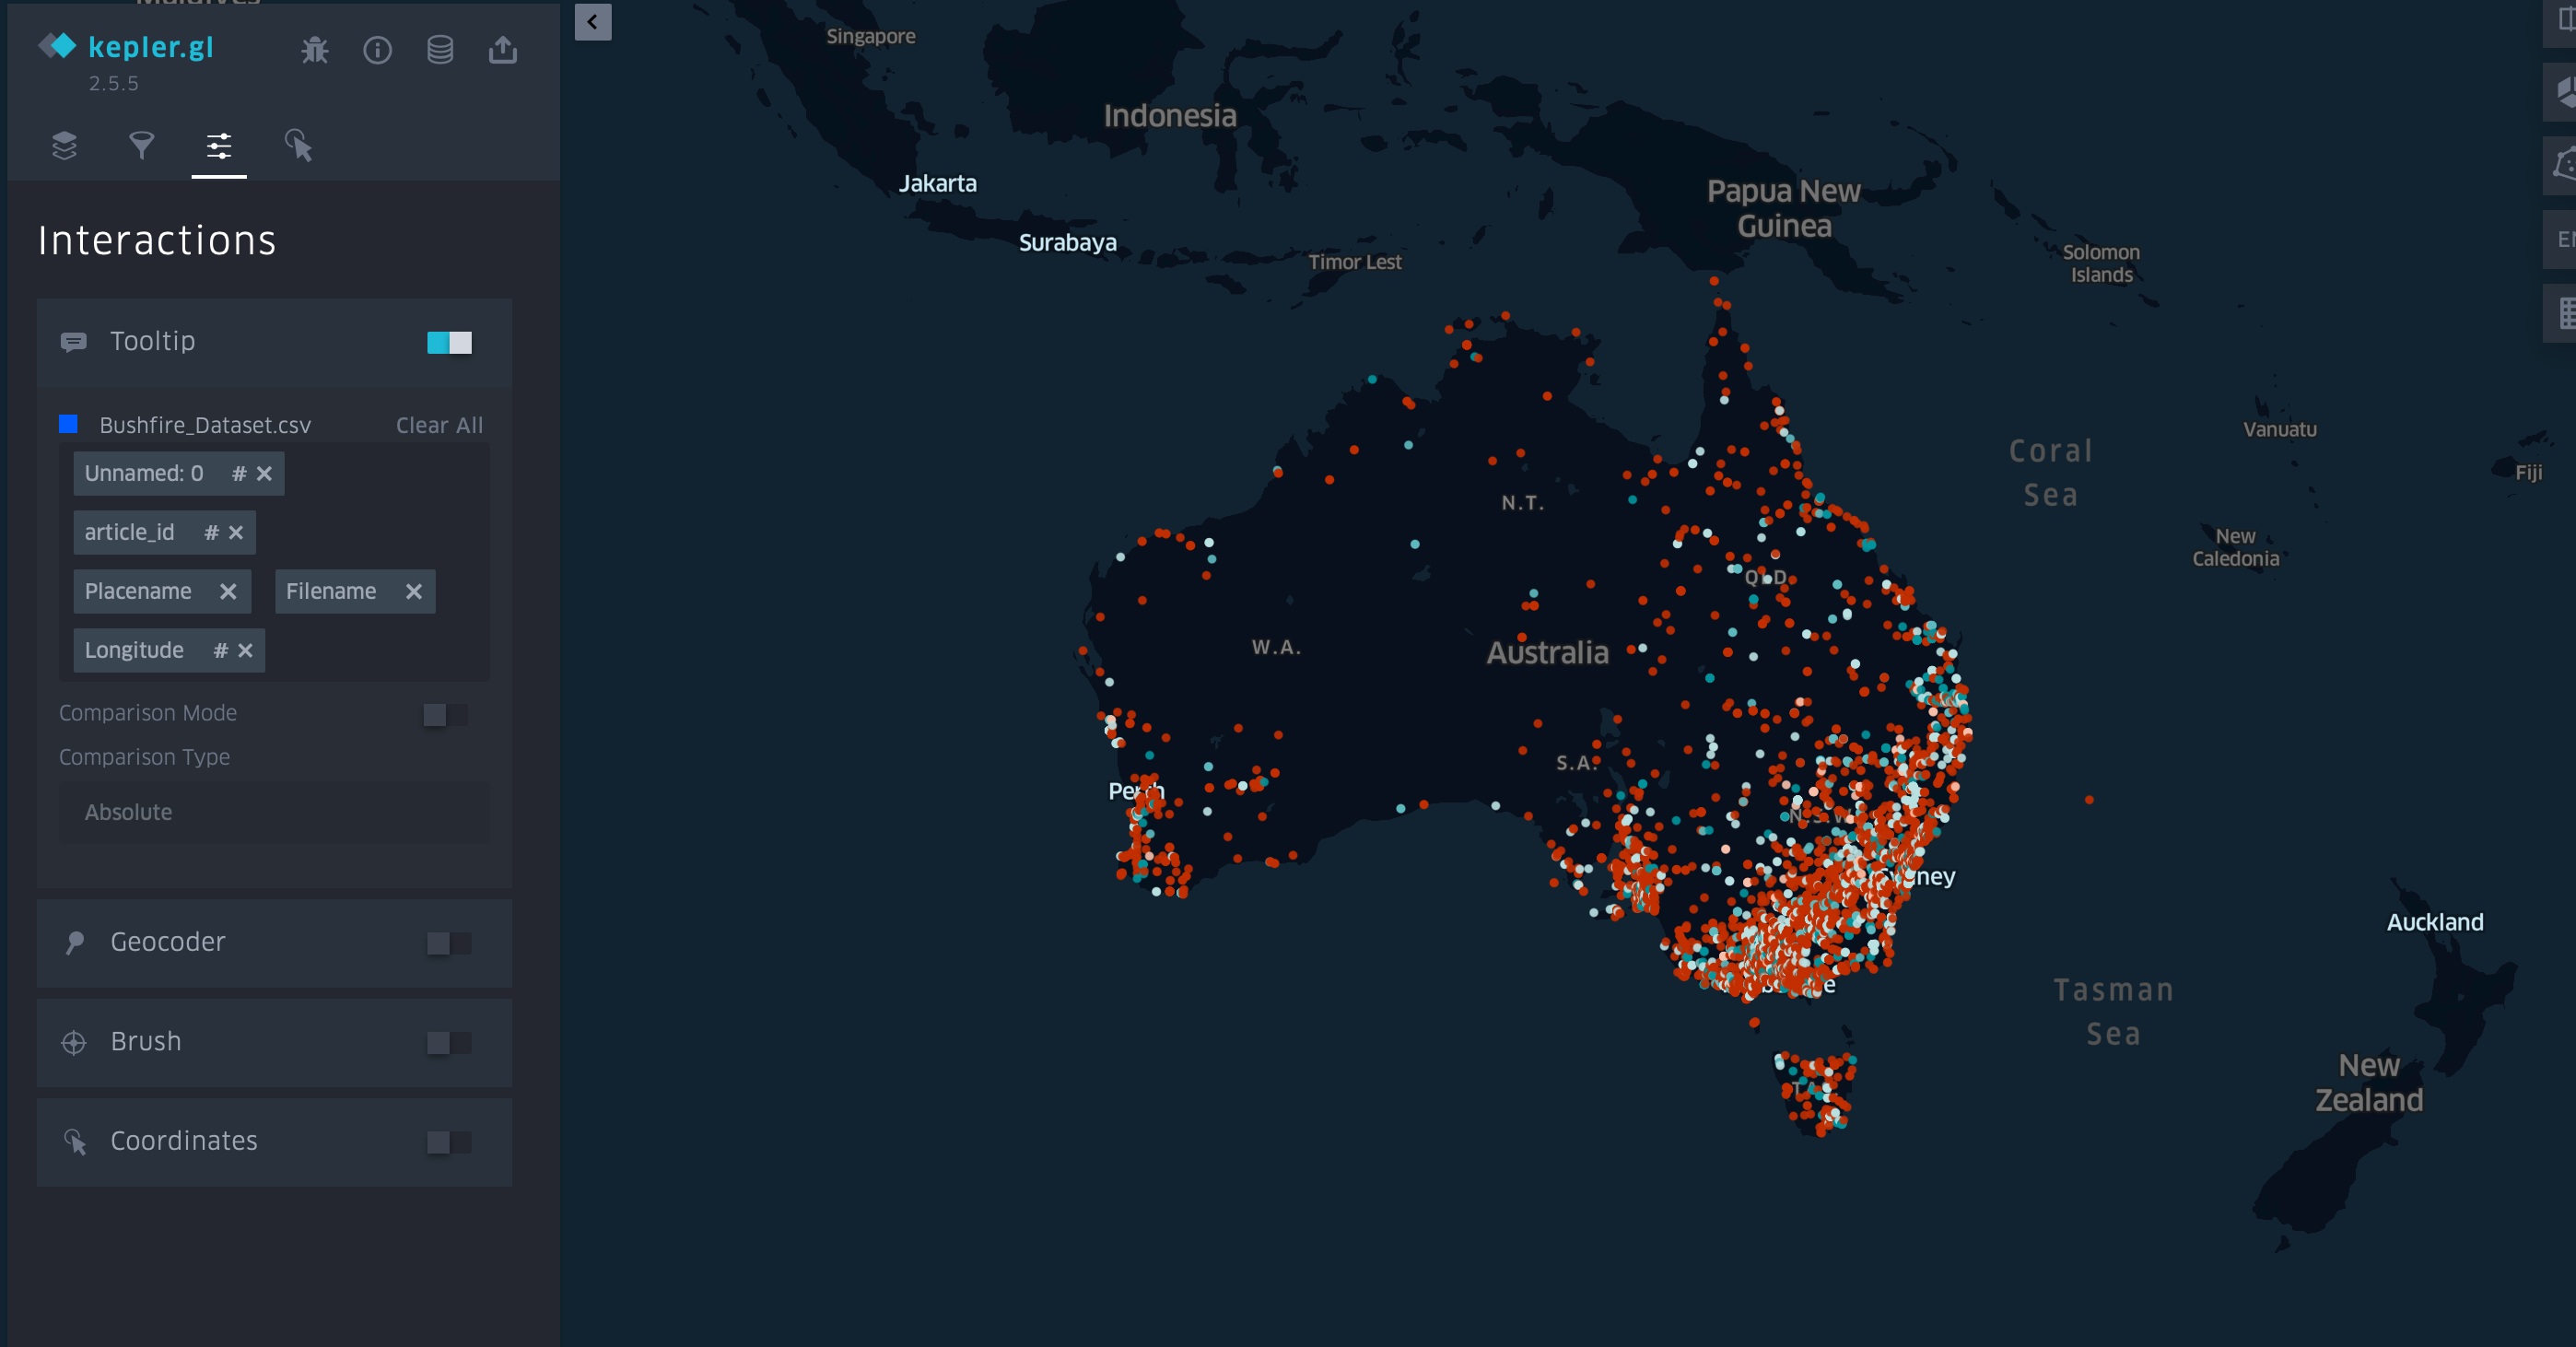 Maldives
kepler.gl
2.5.5
Interactions
Tooltip
Bushfire_Dataset.csv Clear All
Unnamed: 0 #
article_id #
Placename Filename
Longitude #
Comparison Mode
Comparison Type
Absolute
Geocoder
Brush
Coordinates
Singapore
Indonesia
Jakarta
Surabaya
Timor Lest
Papua New
Guinea
Solomon
Islands
Coral
Sea
Vanuatu
Fiji
New
Caledonia
N.T.
QLD
W.A.
Australia
S.A.
Perth
N.S.W.
Sydney
Auckland
Tasman
Sea
New
Zealand